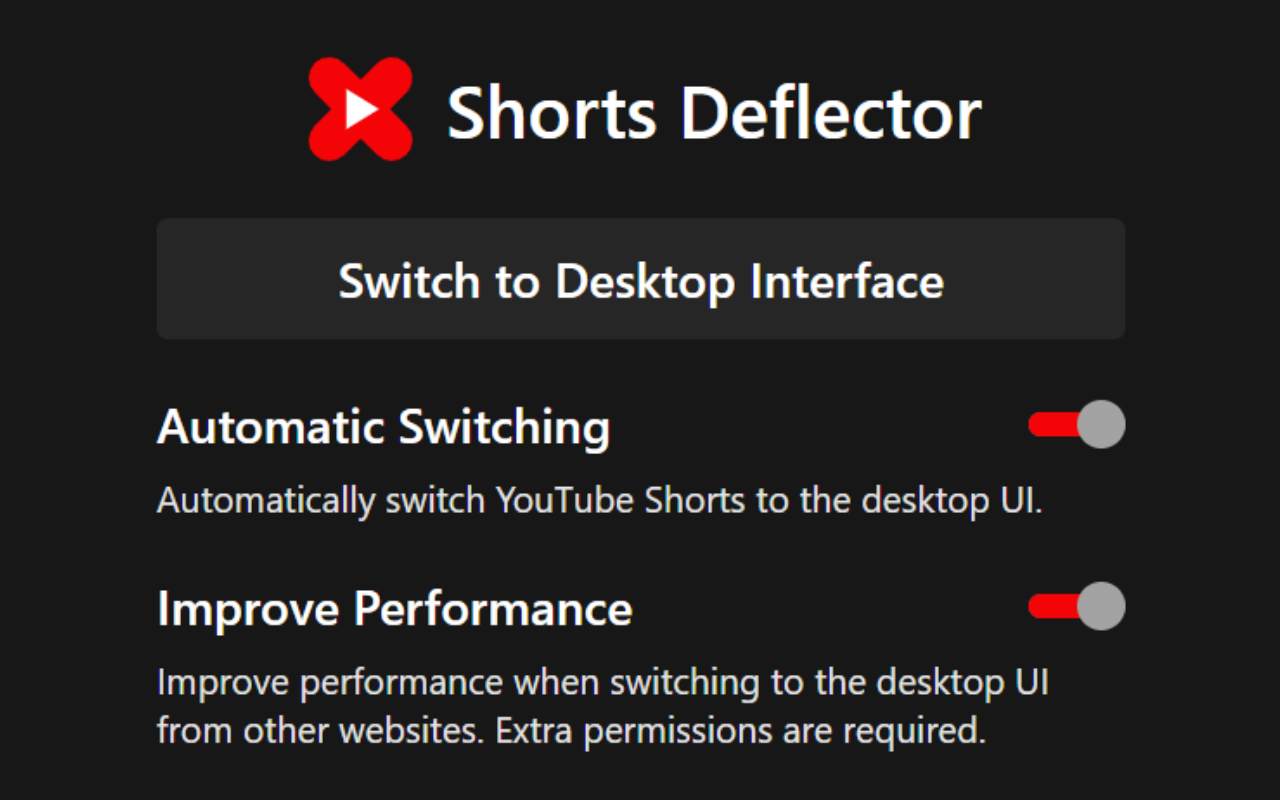 Shorts Deflector
Switch to Desktop Interface
Automatic Switching
Automatically switch YouTube Shorts to the desktop UI.
Improve Performance
Improve performance when switching to the desktop UI
from other websites. Extra permissions are required.